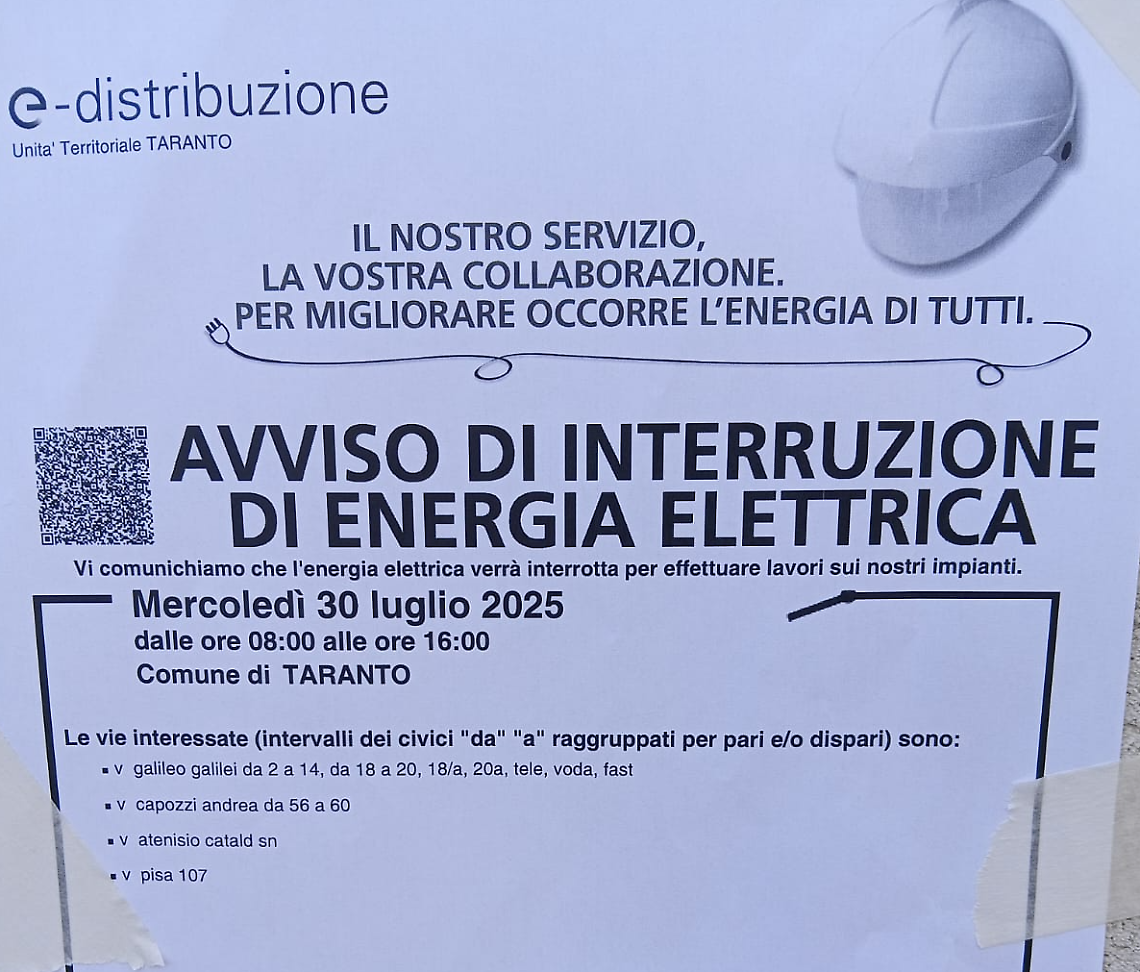 e-distribuzione
Unita' Territoriale TARANTO
IL NOSTRO SERVIZIO,
LA VOSTRA COLLABORAZIONE.
PER MIGLIORARE OCCORRE L'ENERGIA DI TUTTI.
AVVISO DI INTERRUZIONE
DI ENERGIA ELETTRICA
Vi comunichiamo che l'energia elettrica verrà interrotta per effettuare lavori sui nostri impianti.
Mercoledì 30 luglio 2025
dalle ore 08:00 alle ore 16:00
Comune di TARANTO
Le vie interessate (intervalli dei civici "da" "a" raggruppati per pari e/o dispari) sono:
▪ v galileo galilei da 2 a 14, da 18 a 20, 18/a, 20a, tele, voda, fast
▪ v capozzi andrea da 56 a 60
▪ v atenisio catald sn
▪ v pisa 107